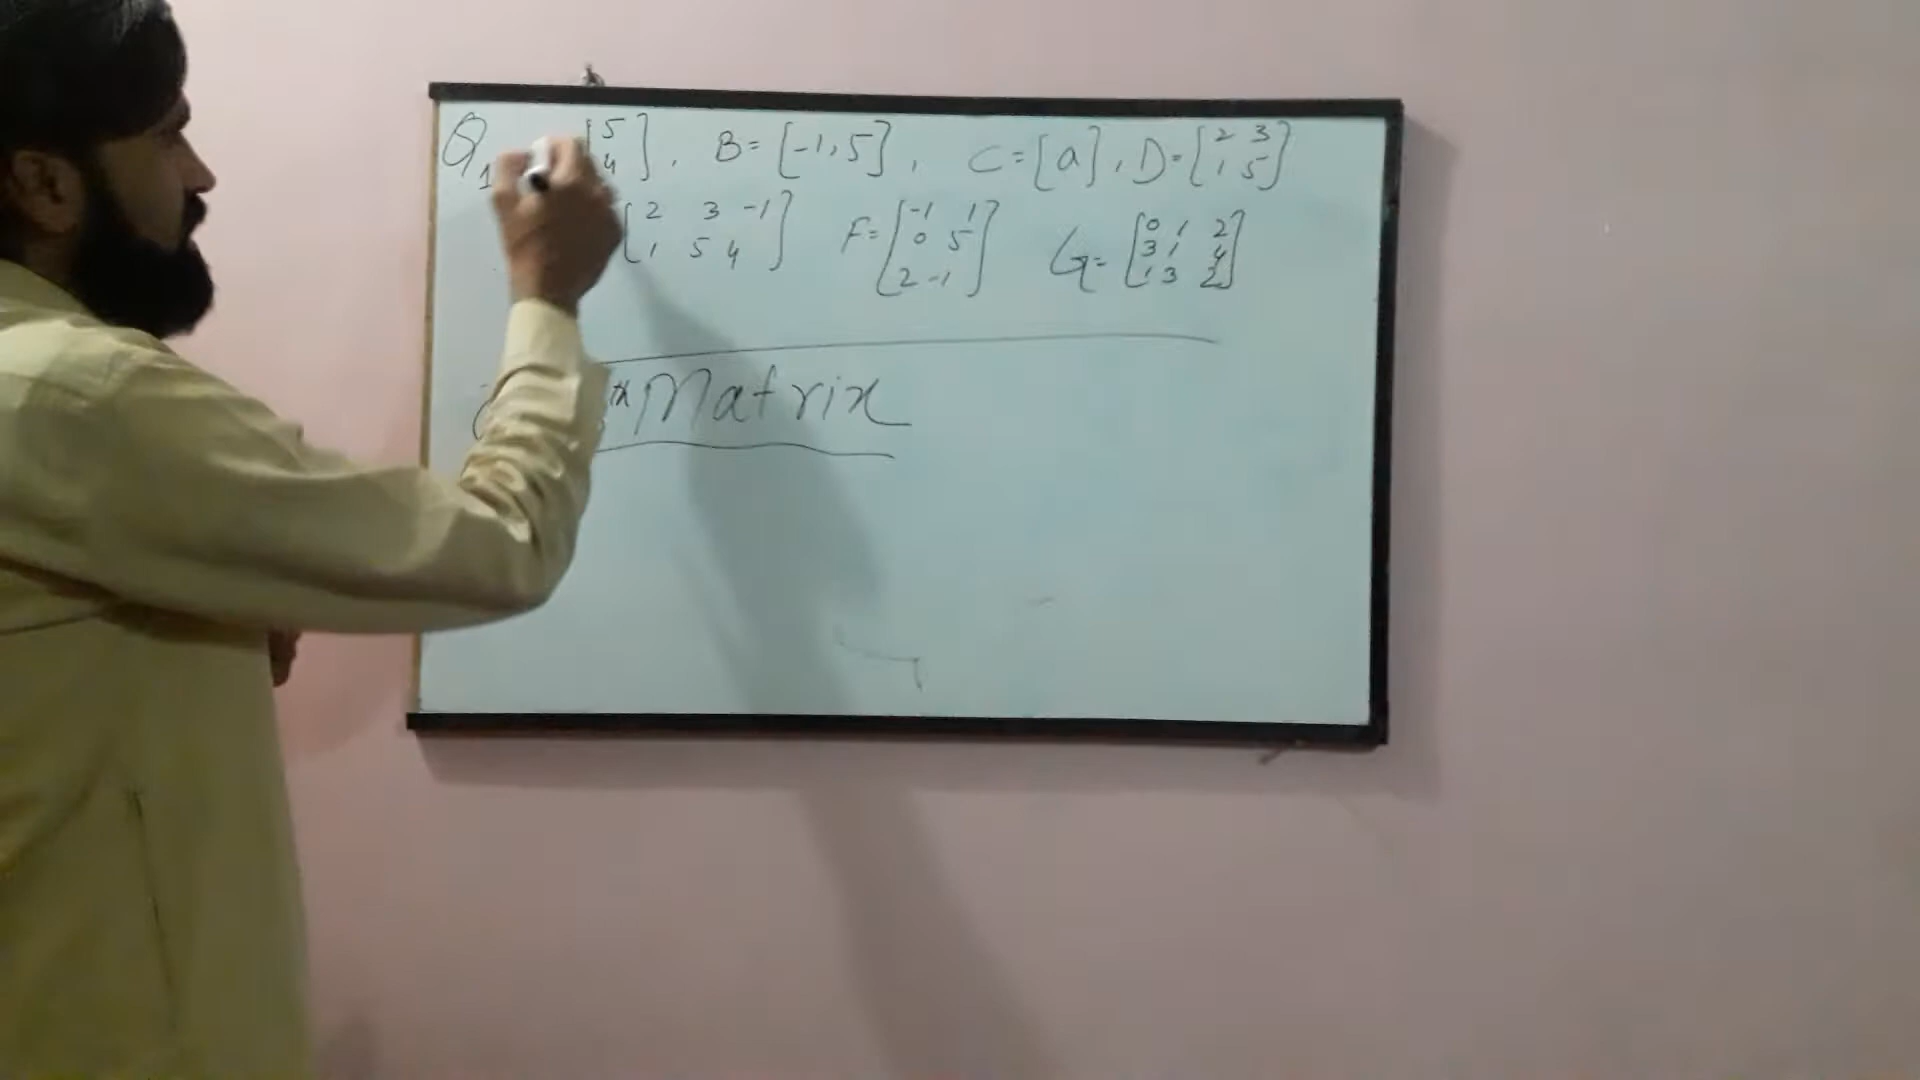 Q1 [5 4], B=[-1,5], C=[a], D=[2 3 1 5]
[2 3 -1 1 5 4] F=[-1 1 0 5 2 -1] G=[0 1 2 3 1 4 1 3 2]
th Matrix